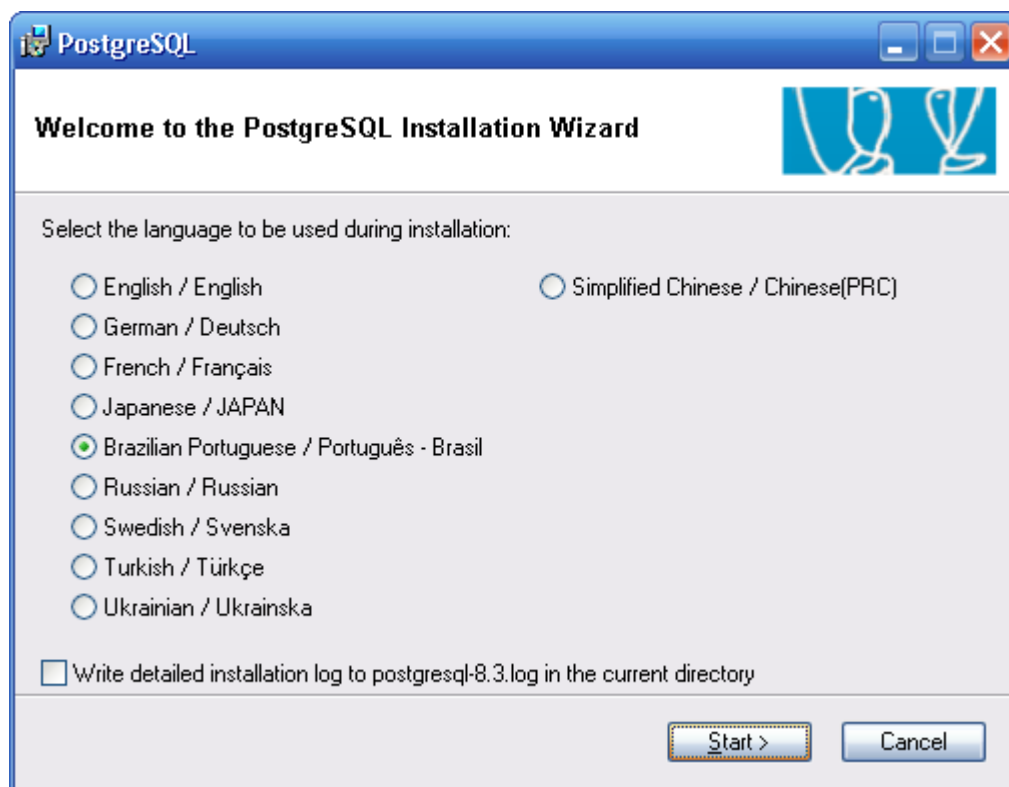 PostgreSQL
Welcome to the PostgreSQL Installation Wizard
Select the language to be used during installation:
English / English
German / Deutsch
French / Français
Japanese / JAPAN
Brazilian Portuguese / Português - Brasil
Russian / Russian
Swedish / Svenska
Turkish / Türkçe
Ukrainian / Ukrainska
Simplified Chinese / Chinese(PRC)
Write detailed installation log to postgresql-8.3.log in the current directory
Start >
Cancel